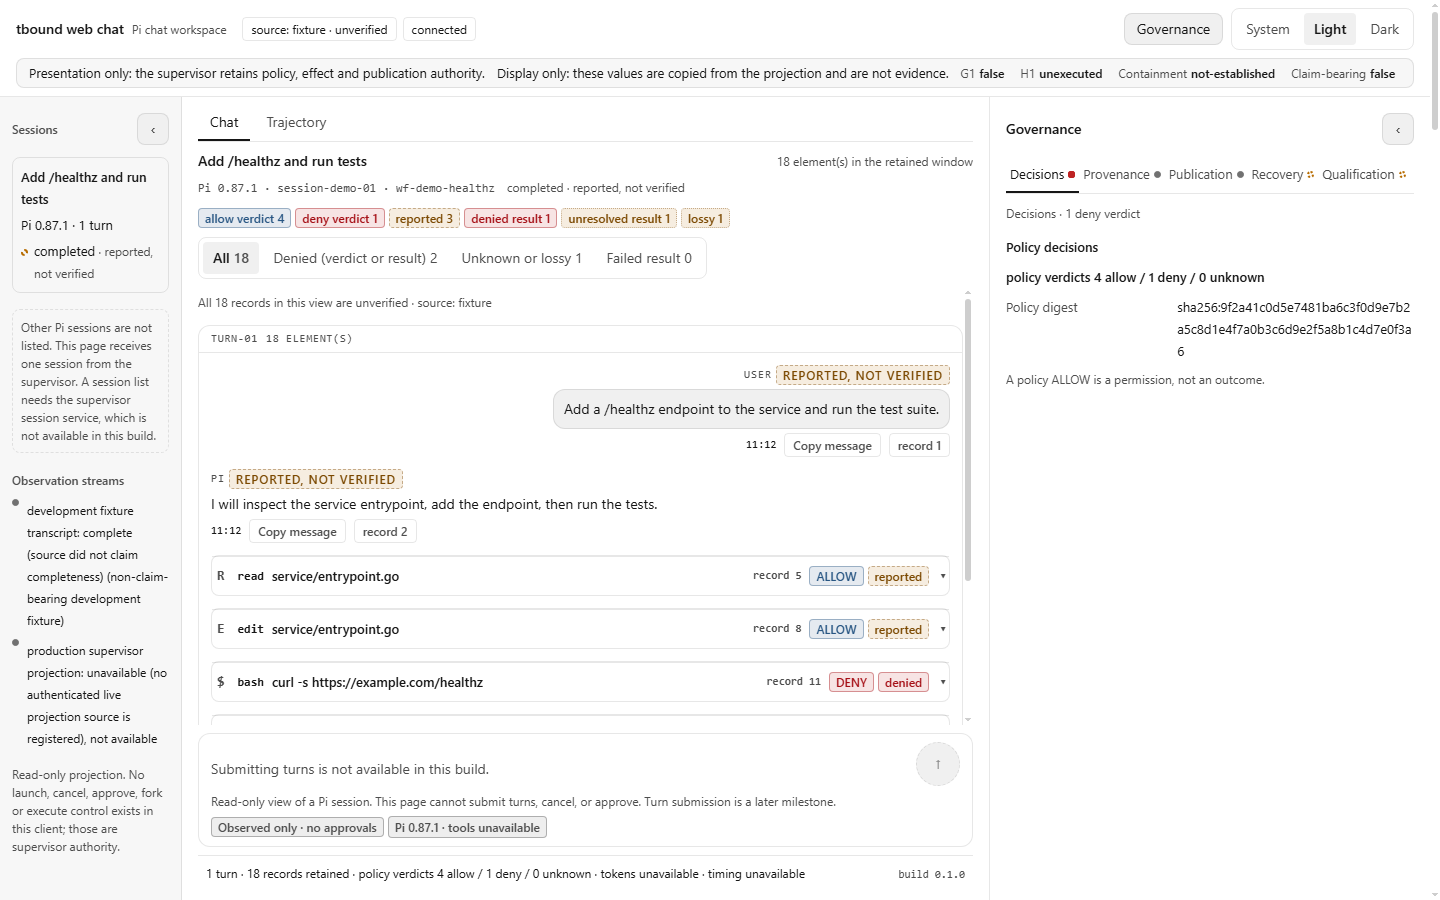 tbound web chat Pi chat workspace source: fixture · unverified connected Governance System Light Dark
Presentation only: the supervisor retains policy, effect and publication authority. Display only: these values are copied from the projection and are not evidence. G1 false H1 unexecuted Containment not-established Claim-bearing false
Sessions ‹
Add /healthz and run
tests
Pi 0.87.1 · 1 turn
completed · reported,
not verified
Other Pi sessions are not
listed. This page receives
one session from the
supervisor. A session list
needs the supervisor
session service, which is
not available in this build.
Observation streams
development fixture
transcript: complete
(source did not claim
completeness) (non-claim-
bearing development
fixture)
production supervisor
projection: unavailable (no
authenticated live
projection source is
registered), not available
Read-only projection. No
launch, cancel, approve, fork
or execute control exists in
this client; those are
supervisor authority.
Chat Trajectory
Add /healthz and run tests 18 element(s) in the retained window
Pi 0.87.1 · session-demo-01 · wf-demo-healthz completed · reported, not verified
allow verdict 4 deny verdict 1 reported 3 denied result 1 unresolved result 1 lossy 1
All 18 Denied (verdict or result) 2 Unknown or lossy 1 Failed result 0
All 18 records in this view are unverified · source: fixture
TURN-01 18 ELEMENT(S)
USER REPORTED, NOT VERIFIED
Add a /healthz endpoint to the service and run the test suite.
11:12 Copy message record 1
PI REPORTED, NOT VERIFIED
I will inspect the service entrypoint, add the endpoint, then run the tests.
11:12 Copy message record 2
R read service/entrypoint.go record 5 ALLOW reported ▾
E edit service/entrypoint.go record 8 ALLOW reported ▾
$ bash curl -s https://example.com/healthz record 11 DENY denied ▾
Submitting turns is not available in this build. ↑
Read-only view of a Pi session. This page cannot submit turns, cancel, or approve. Turn submission is a later milestone.
Observed only · no approvals Pi 0.87.1 · tools unavailable
1 turn · 18 records retained · policy verdicts 4 allow / 1 deny / 0 unknown · tokens unavailable · timing unavailable build 0.1.0
Governance ‹
Decisions Provenance Publication Recovery Qualification
Decisions · 1 deny verdict
Policy decisions
policy verdicts 4 allow / 1 deny / 0 unknown
Policy digest sha256:9f2a41c0d5e7481ba6c3f0d9e7b2
a5c8d1e4f7a0b3c6d9e2f5a8b1c4d7e0f3a
6
A policy ALLOW is a permission, not an outcome.